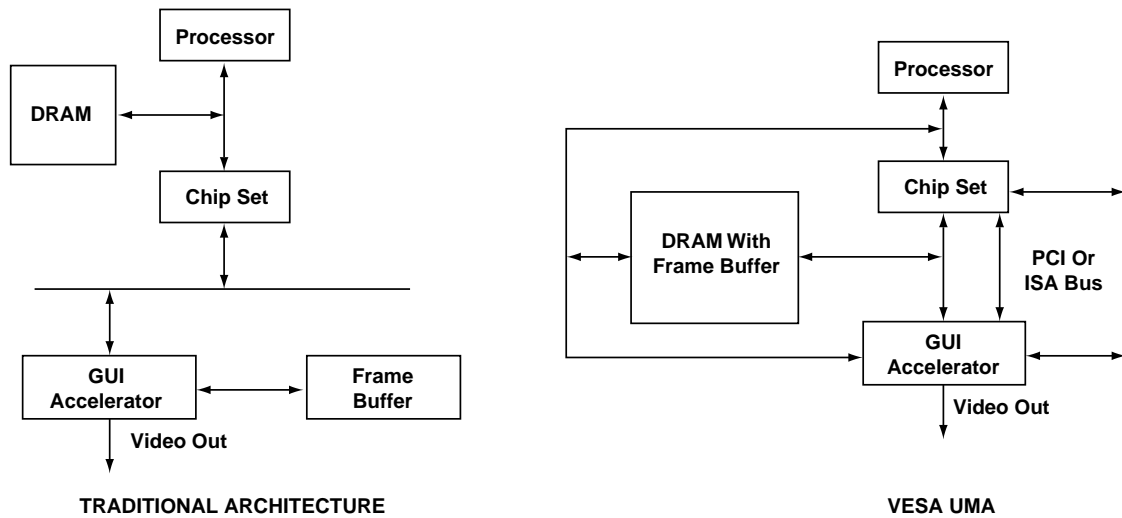 Processor
DRAM
Chip Set
GUI
Accelerator
Frame
Buffer
Video Out
TRADITIONAL ARCHITECTURE
Processor
Chip Set
DRAM With
Frame Buffer
PCI Or
ISA Bus
GUI
Accelerator
Video Out
VESA UMA